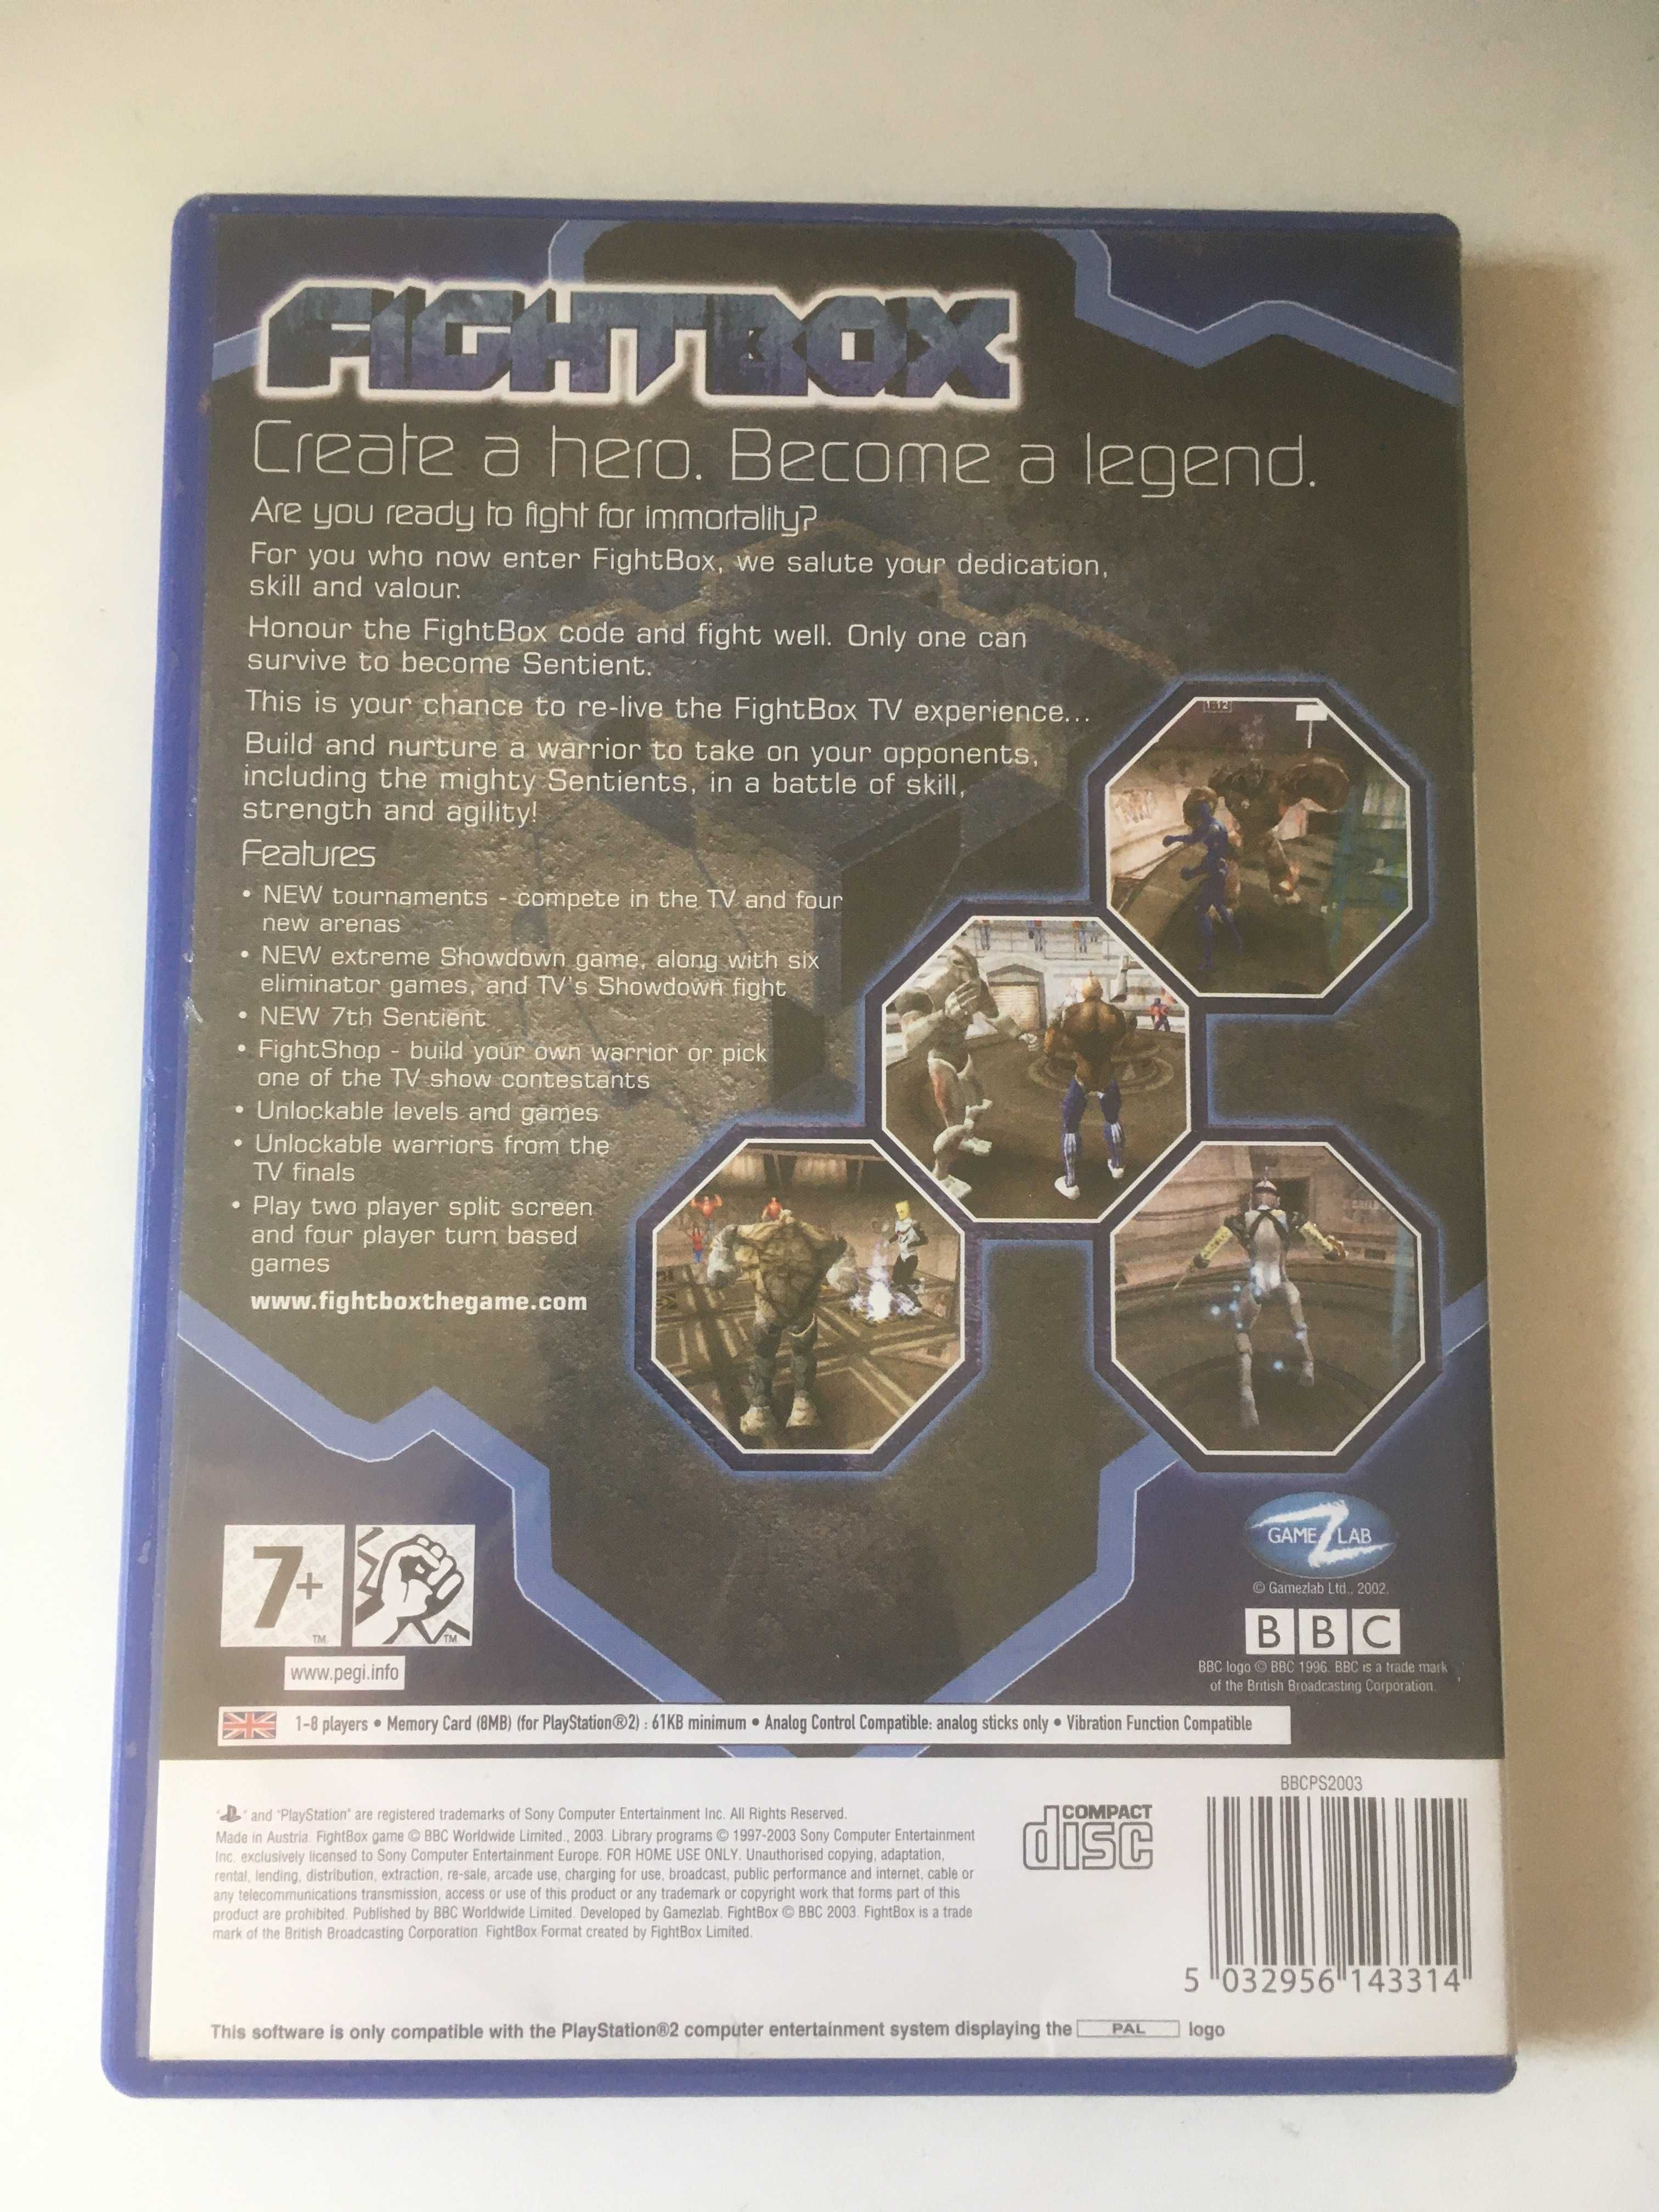 FIGHTBOX
Create a hero. Become a legend.
Are you ready to fight for immortality?
For you who now enter FightBox, we salute your dedication,
skill and valour.
Honour the FightBox code and fight well. Only one can
survive to become Sentient.
This is your chance to re-live the FightBox TV experience...
Build and nurture a warrior to take on your opponents,
including the mighty Sentients, in a battle of skill,
strength and agility!
Features
• NEW tournaments - compete in the TV and four
new arenas
• NEW extreme Showdown game, along with six
eliminator games, and TV's Showdown fight
• NEW 7th Sentient
• FightShop - build your own warrior or pick
one of the TV show contestants
• Unlockable levels and games
• Unlockable warriors from the
TV finals
• Play two player split screen
and four player turn based
games
www.fightboxthegame.com
7+
TM
TM
www.pegi.info
GAMEZLAB
© Gamezlab Ltd., 2002.
BBC
BBC logo © BBC 1996. BBC is a trade mark
of the British Broadcasting Corporation.
1-8 players • Memory Card (8MB) (for PlayStation®2) : 61KB minimum • Analog Control Compatible: analog sticks only • Vibration Function Compatible
" " and "PlayStation" are registered trademarks of Sony Computer Entertainment Inc. All Rights Reserved.
Made in Austria. FightBox game © BBC Worldwide Limited., 2003. Library programs © 1997-2003 Sony Computer Entertainment
Inc. exclusively licensed to Sony Computer Entertainment Europe. FOR HOME USE ONLY. Unauthorised copying, adaptation,
rental, lending, distribution, extraction, re-sale, arcade use, charging for use, broadcast, public performance and internet, cable or
any telecommunications transmission, access or use of this product or any trademark or copyright work that forms part of this
product are prohibited. Published by BBC Worldwide Limited. Developed by Gamezlab. FightBox © BBC 2003. FightBox is a trade
mark of the British Broadcasting Corporation. FightBox Format created by FightBox Limited.
COMPACT
disc
BBCPS2003
5 032956 143314
This software is only compatible with the PlayStation®2 computer entertainment system displaying the PAL logo